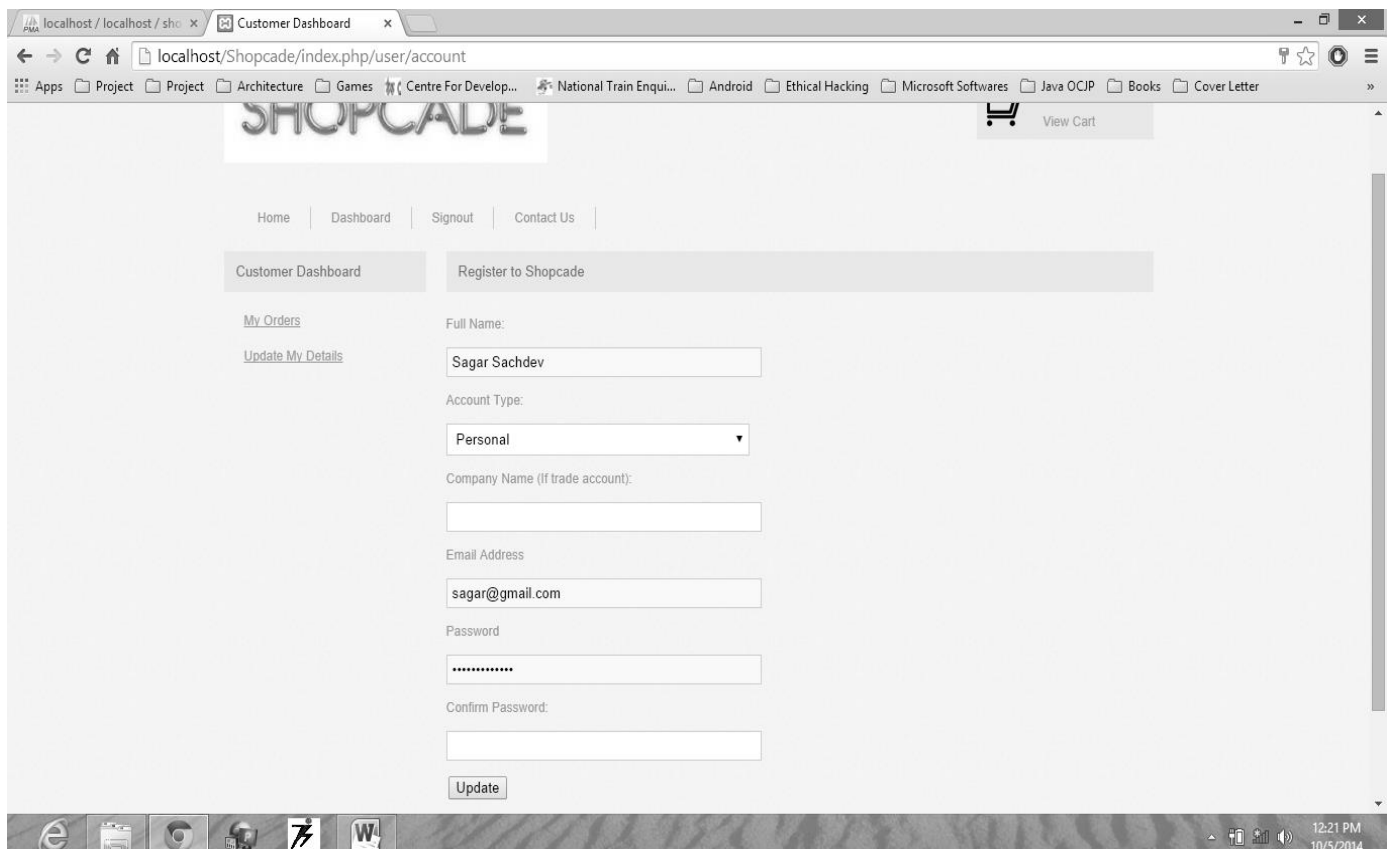 PMA localhost / localhost / sho
Customer Dashboard
localhost/Shopcade/index.php/user/account
Apps Project Project Architecture Games Centre For Develop... National Train Enqui... Android Ethical Hacking Microsoft Softwares Java OCJP Books Cover Letter »
SHOPCADE
View Cart
Home Dashboard Signout Contact Us
Customer Dashboard
Register to Shopcade
My Orders
Update My Details
Full Name:
Sagar Sachdev
Account Type:
Personal
Company Name (If trade account):
Email Address
sagar@gmail.com
Password
•••••••••••••
Confirm Password:
Update
12:21 PM
10/5/2014